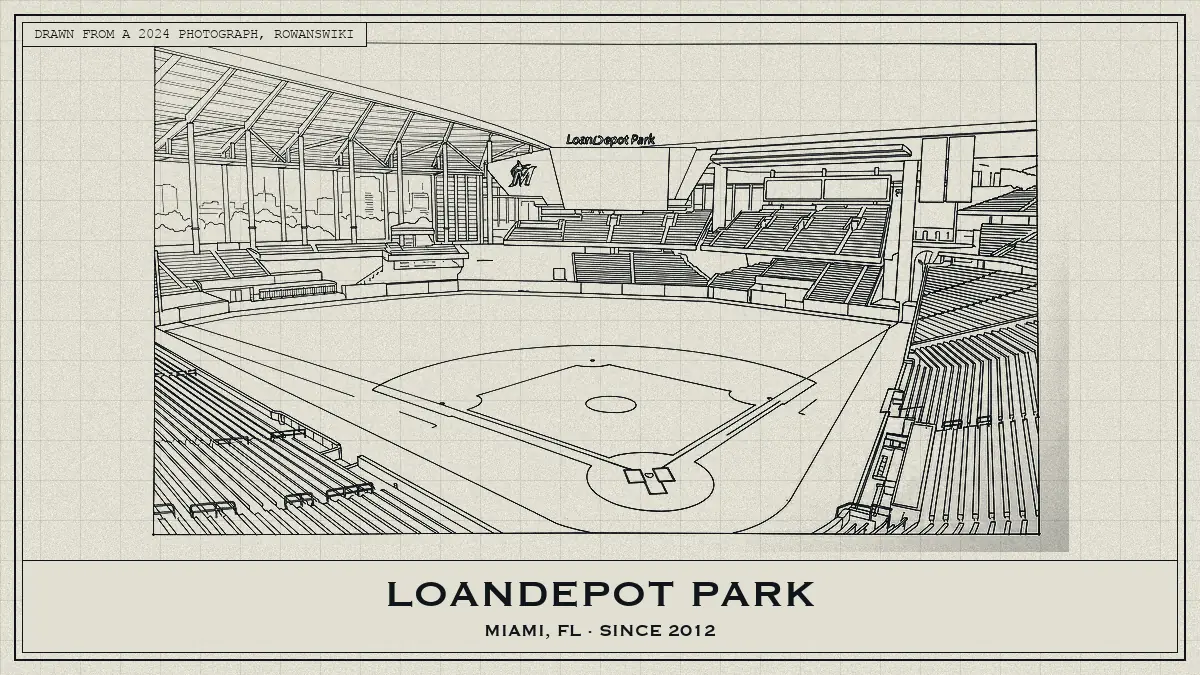 DRAWN FROM A 2024 PHOTOGRAPH, ROWANSWIKI
LoanDepot Park
M
LOANDEPOT PARK
MIAMI, FL · SINCE 2012